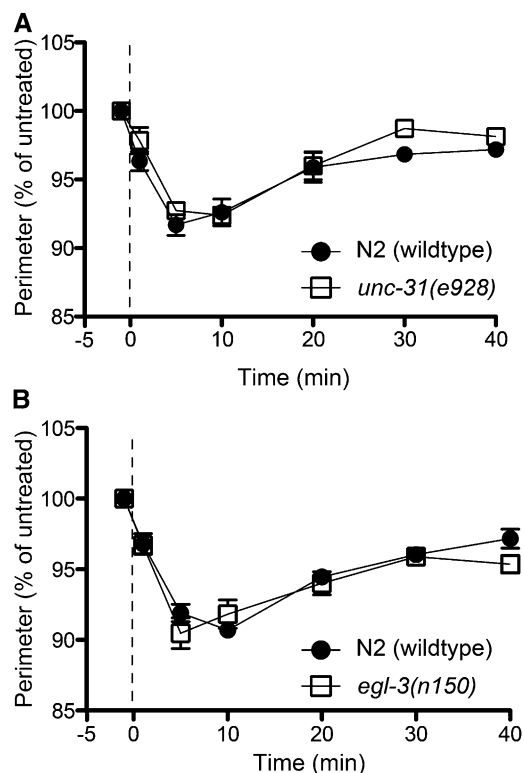 A
105
100
95
90
85
Perimeter (% of untreated)
N2 (wildtype)
unc-31(e928)
-5 0 10 20 30 40
Time (min)
B
105
100
95
90
85
Perimeter (% of untreated)
N2 (wildtype)
egl-3(n150)
-5 0 10 20 30 40
Time (min)